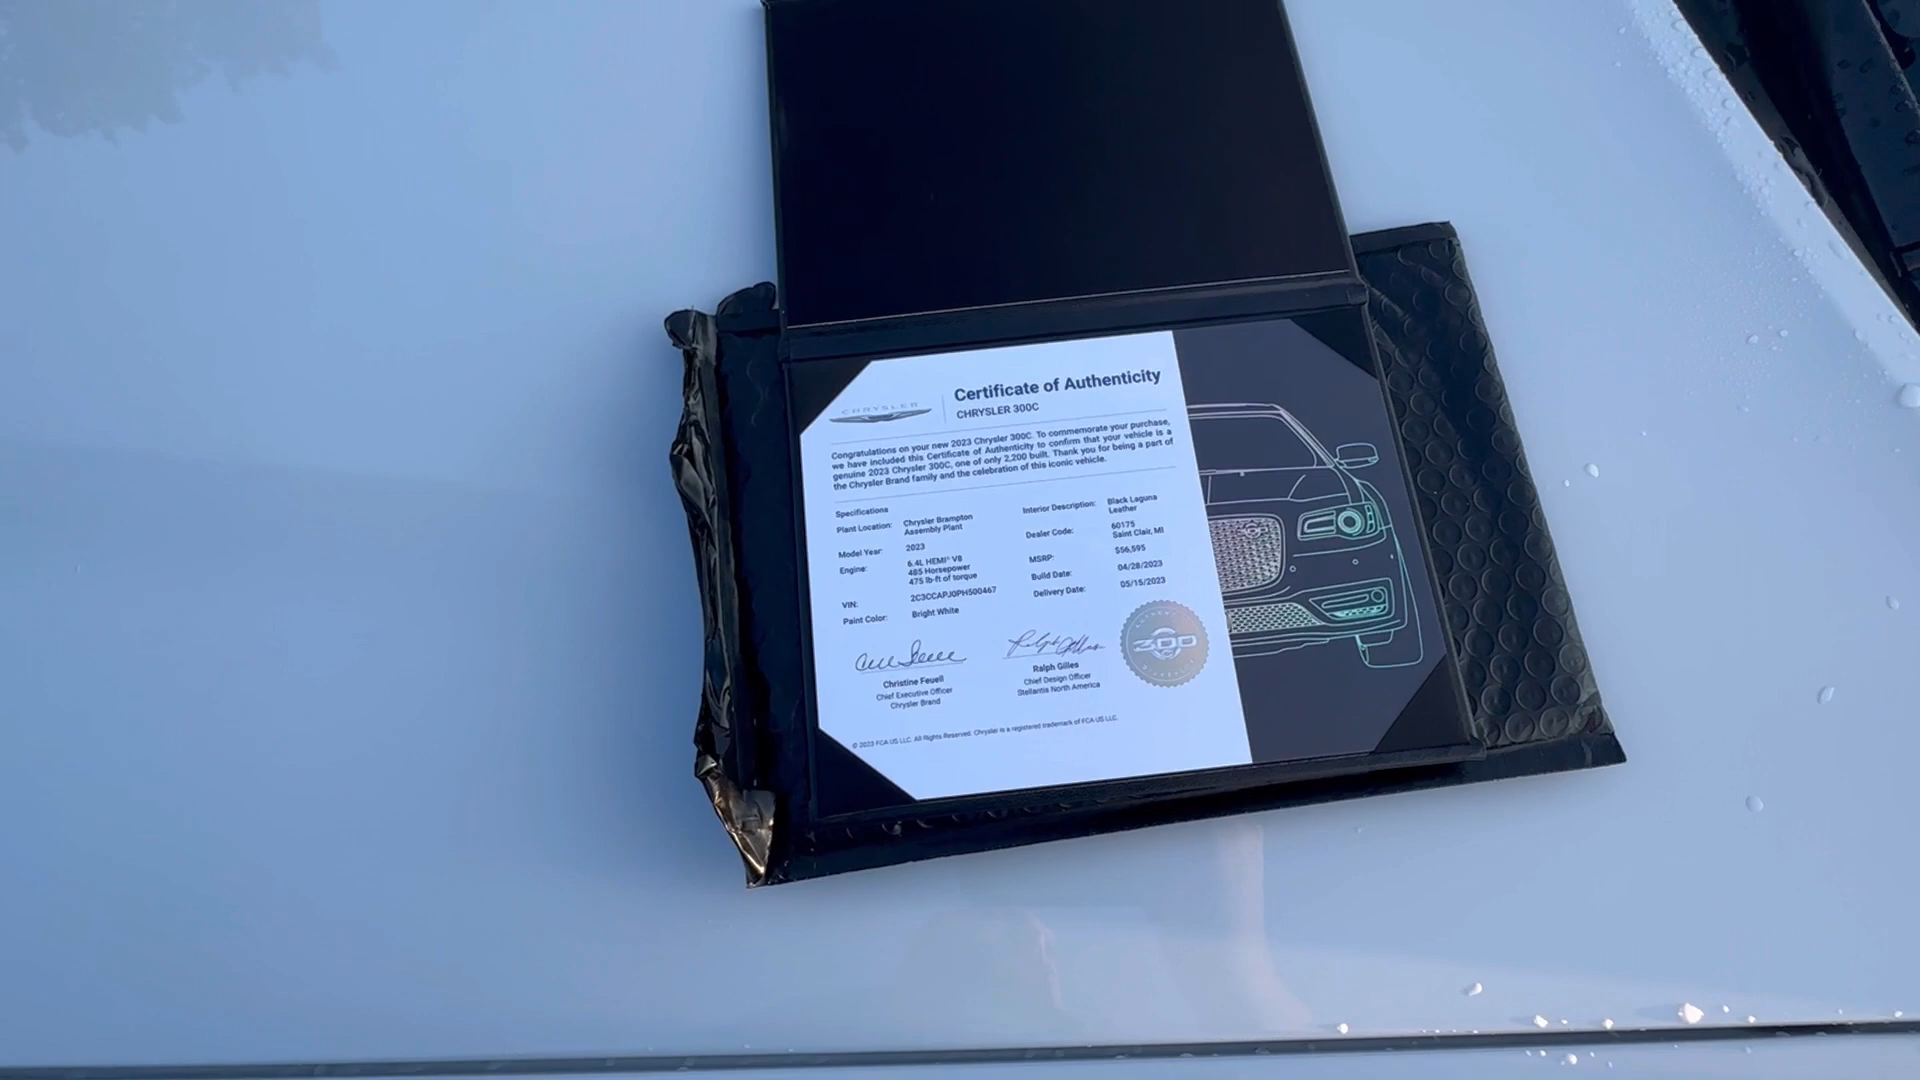 CHRYSLER
Certificate of Authenticity
CHRYSLER 300C
Congratulations on your new 2023 Chrysler 300C. To commemorate your purchase,
we have included this Certificate of Authenticity to confirm that your vehicle is a
genuine 2023 Chrysler 300C, one of only 2,200 built. Thank you for being a part of
the Chrysler Brand family and the celebration of this iconic vehicle.
Specifications
Plant Location: Chrysler Brampton
Assembly Plant
Model Year: 2023
Engine: 6.4L HEMI® V8
485 Horsepower
475 lb-ft of torque
VIN: 2C3CCAPJ0PH500467
Paint Color: Bright White
Interior Description: Black Laguna
Leather
Dealer Code: 60175
Saint Clair, MI
MSRP: $56,595
Build Date: 04/28/2023
Delivery Date: 05/15/2023
Christine Feuell
Chief Executive Officer
Chrysler Brand
Ralph Gilles
Chief Design Officer
Stellantis North America
300
C
© 2023 FCA US LLC. All Rights Reserved. Chrysler is a registered trademark of FCA US LLC.